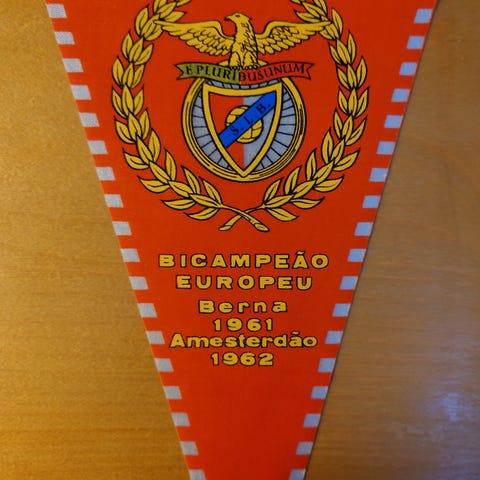 E PLURIBUS UNUM
S. L. B.
BICAMPEÃO
EUROPEU
Berna
1961
Amesterdão
1962